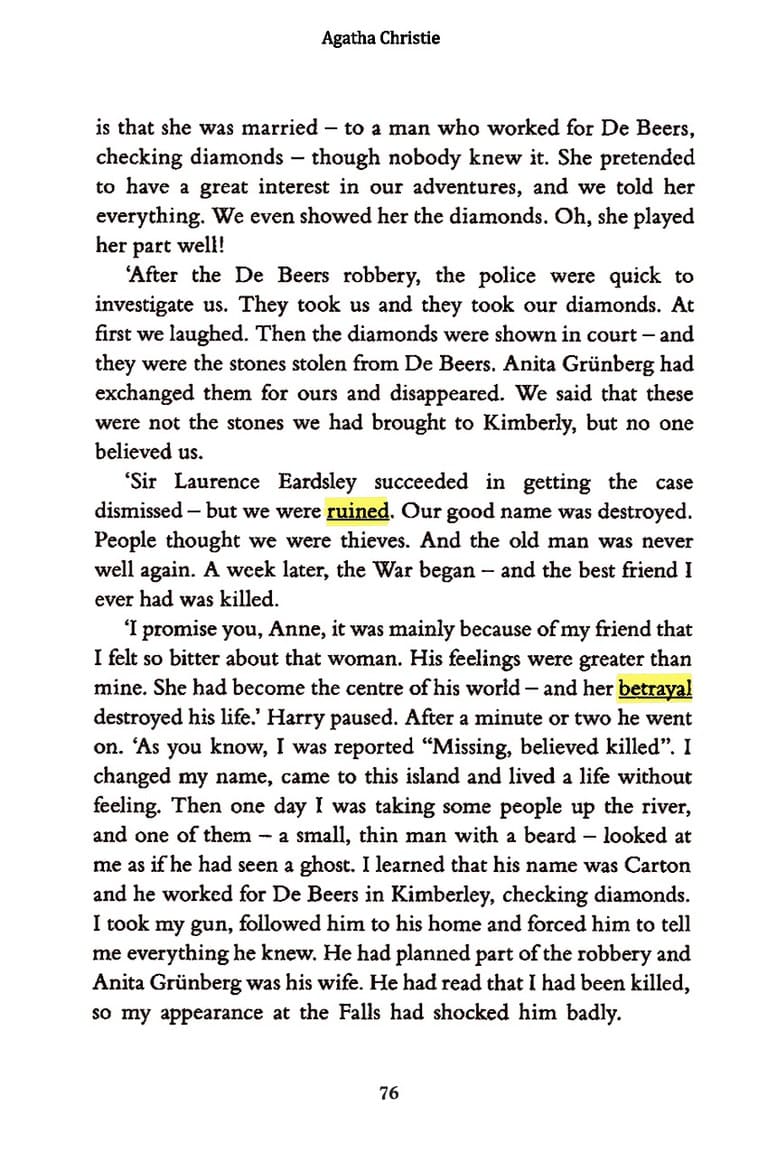 Agatha Christie
is that she was married – to a man who worked for De Beers,
checking diamonds – though nobody knew it. She pretended
to have a great interest in our adventures, and we told her
everything. We even showed her the diamonds. Oh, she played
her part well!
‘After the De Beers robbery, the police were quick to
investigate us. They took us and they took our diamonds. At
first we laughed. Then the diamonds were shown in court – and
they were the stones stolen from De Beers. Anita Grünberg had
exchanged them for ours and disappeared. We said that these
were not the stones we had brought to Kimberly, but no one
believed us.
‘Sir Laurence Eardsley succeeded in getting the case
dismissed – but we were ruined. Our good name was destroyed.
People thought we were thieves. And the old man was never
well again. A week later, the War began – and the best friend I
ever had was killed.
‘I promise you, Anne, it was mainly because of my friend that
I felt so bitter about that woman. His feelings were greater than
mine. She had become the centre of his world – and her betrayal
destroyed his life.’ Harry paused. After a minute or two he went
on. ‘As you know, I was reported “Missing, believed killed”. I
changed my name, came to this island and lived a life without
feeling. Then one day I was taking some people up the river,
and one of them – a small, thin man with a beard – looked at
me as if he had seen a ghost. I learned that his name was Carton
and he worked for De Beers in Kimberley, checking diamonds.
I took my gun, followed him to his home and forced him to tell
me everything he knew. He had planned part of the robbery and
Anita Grünberg was his wife. He had read that I had been killed,
so my appearance at the Falls had shocked him badly.
76